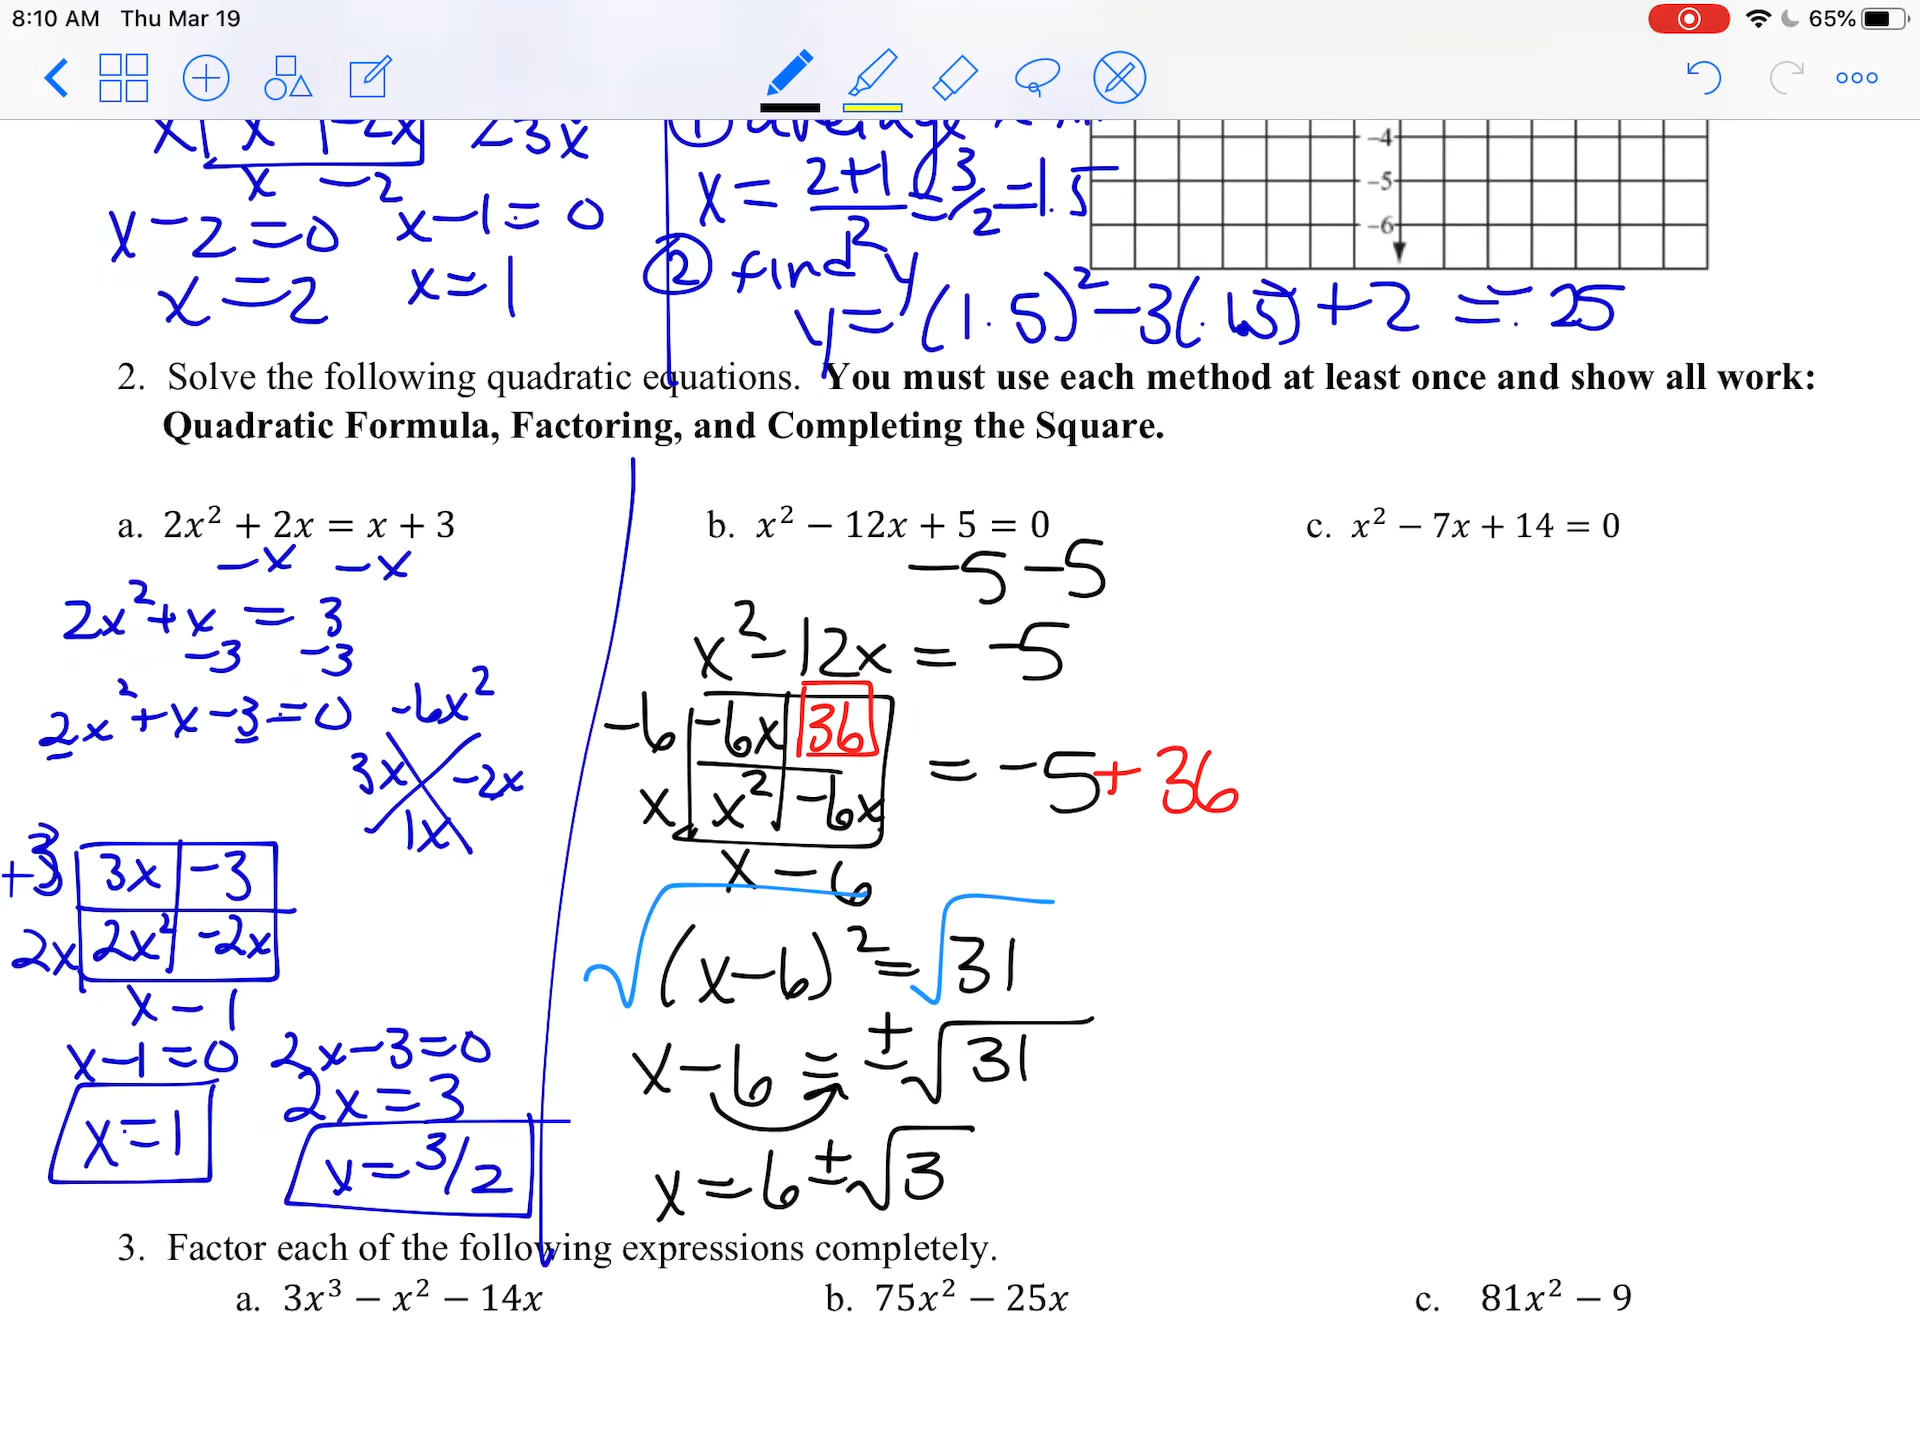 8:10 AM Thu Mar 19
65%
x x² -2x 23x
x -2
x-2=0 x-1=0
x=2 x=1
① average x
x = 2+1/2 = 3/2 =1.5
② find y
y=(1.5)²-3(1.5)+2 =-.25
-4
-5
-6
2. Solve the following quadratic equations. You must use each method at least once and show all work:
Quadratic Formula, Factoring, and Completing the Square.
a. 2x² + 2x = x + 3
-x -x
2x²+x = 3
-3 -3
2x²+x-3=0
-6x²
3x -2x
1x
+3 3x -3
2x 2x² -2x
x - 1
x-1=0 2x-3=0
2x=3
x=1 x=3/2
b. x² − 12x + 5 = 0
-5 -5
x²-12x = -5
-6 -6x 36
x x² -6x = -5+36
x - 6
√(x-6)² = √31
x-6 = ±√31
x=6±√3
c. x² − 7x + 14 = 0
3. Factor each of the following expressions completely.
a. 3x³ − x² − 14x b. 75x² − 25x c. 81x² − 9